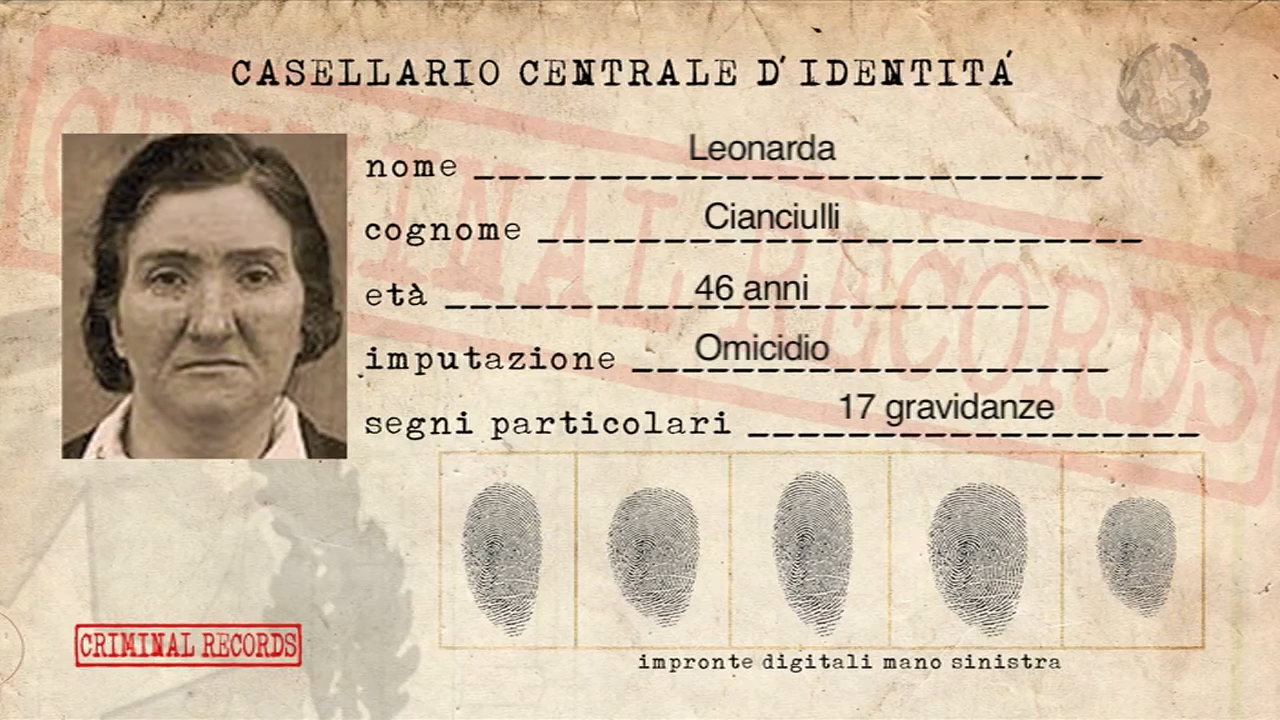 CASELLARIO CENTRALE D'IDENTITÁ
nome Leonarda
cognome Cianciulli
età 46 anni
imputazione Omicidio
segni particolari 17 gravidanze
impronte digitali mano sinistra
CRIMINAL RECORDS
CRIMINAL RECORDS